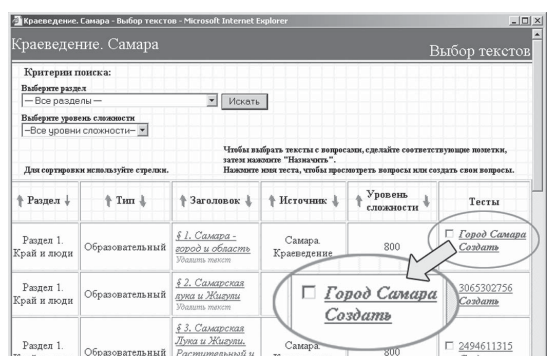 Краеведение. Самара - Выбор текстов - Microsoft Internet Explorer
Краеведение. Самара
Выбор текстов
Критерии поиска:
Выберите раздел
— Все разделы —
Искать
Выберите уровень сложности
—Все уровни сложности—
Чтобы выбрать тексты с вопросами, сделайте соответствующие пометки,
затем нажмите "Назначить".
Для сортировки используйте стрелки.
Нажмите имя теста, чтобы просмотреть вопросы или создать свои вопросы.
Раздел Тип Заголовок Источник Уровень сложности Тесты
Раздел 1.
Край и люди
Образовательный
§ 1. Самара -
город и область
Удалить текст
Самара.
Краеведение
800
Город Самара
Создать
Раздел 1.
Край и люди
Образовательный
§ 2. Самарская
лука и Жигули
Удалить текст
3065302756
Создать
Город Самара
Создать
Раздел 1.
Образовательный
§ 3. Самарская
Лука и Жигули.
Растительный и
Самара.
800
2494611315